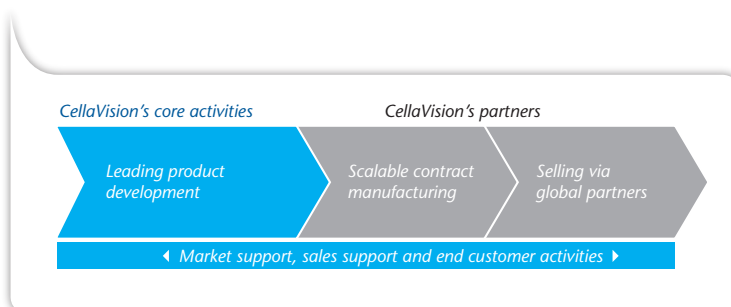 CellaVision's core activities
CellaVision's partners
Leading product
development
Scalable contract
manufacturing
Selling via
global partners
Market support, sales support and end customer activities